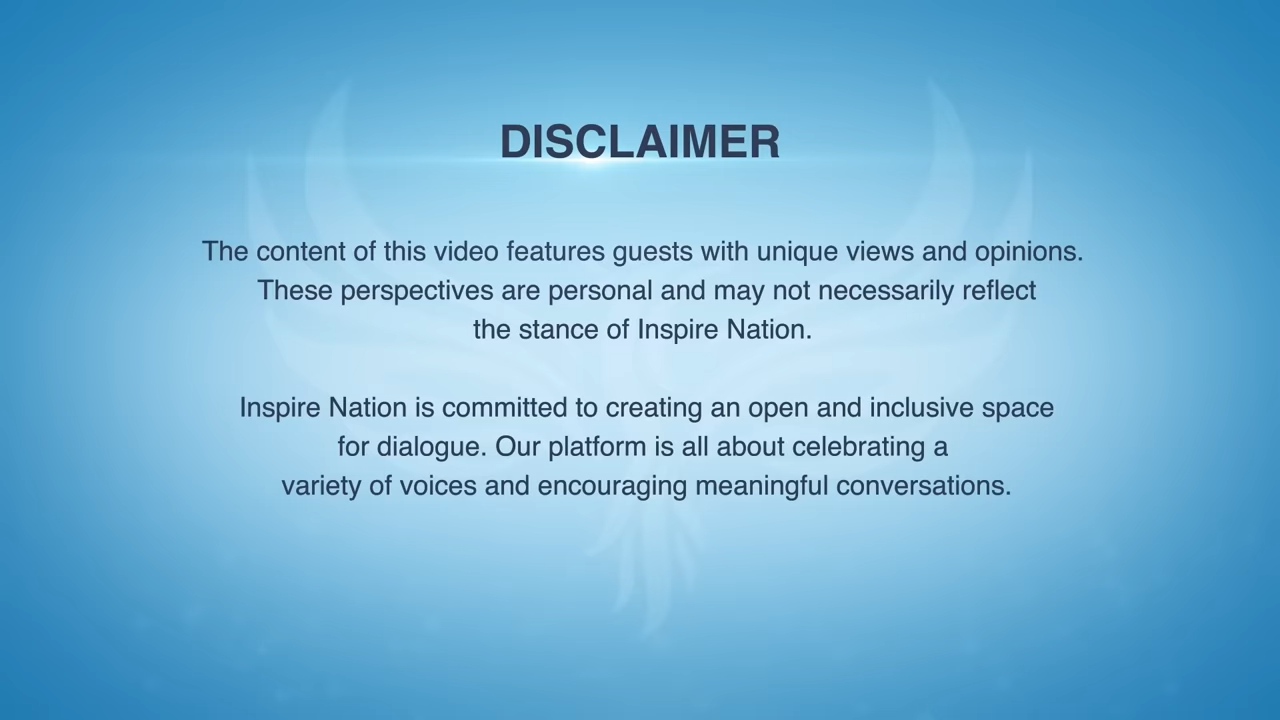 DISCLAIMER
The content of this video features guests with unique views and opinions.
These perspectives are personal and may not necessarily reflect
the stance of Inspire Nation.
Inspire Nation is committed to creating an open and inclusive space
for dialogue. Our platform is all about celebrating a
variety of voices and encouraging meaningful conversations.